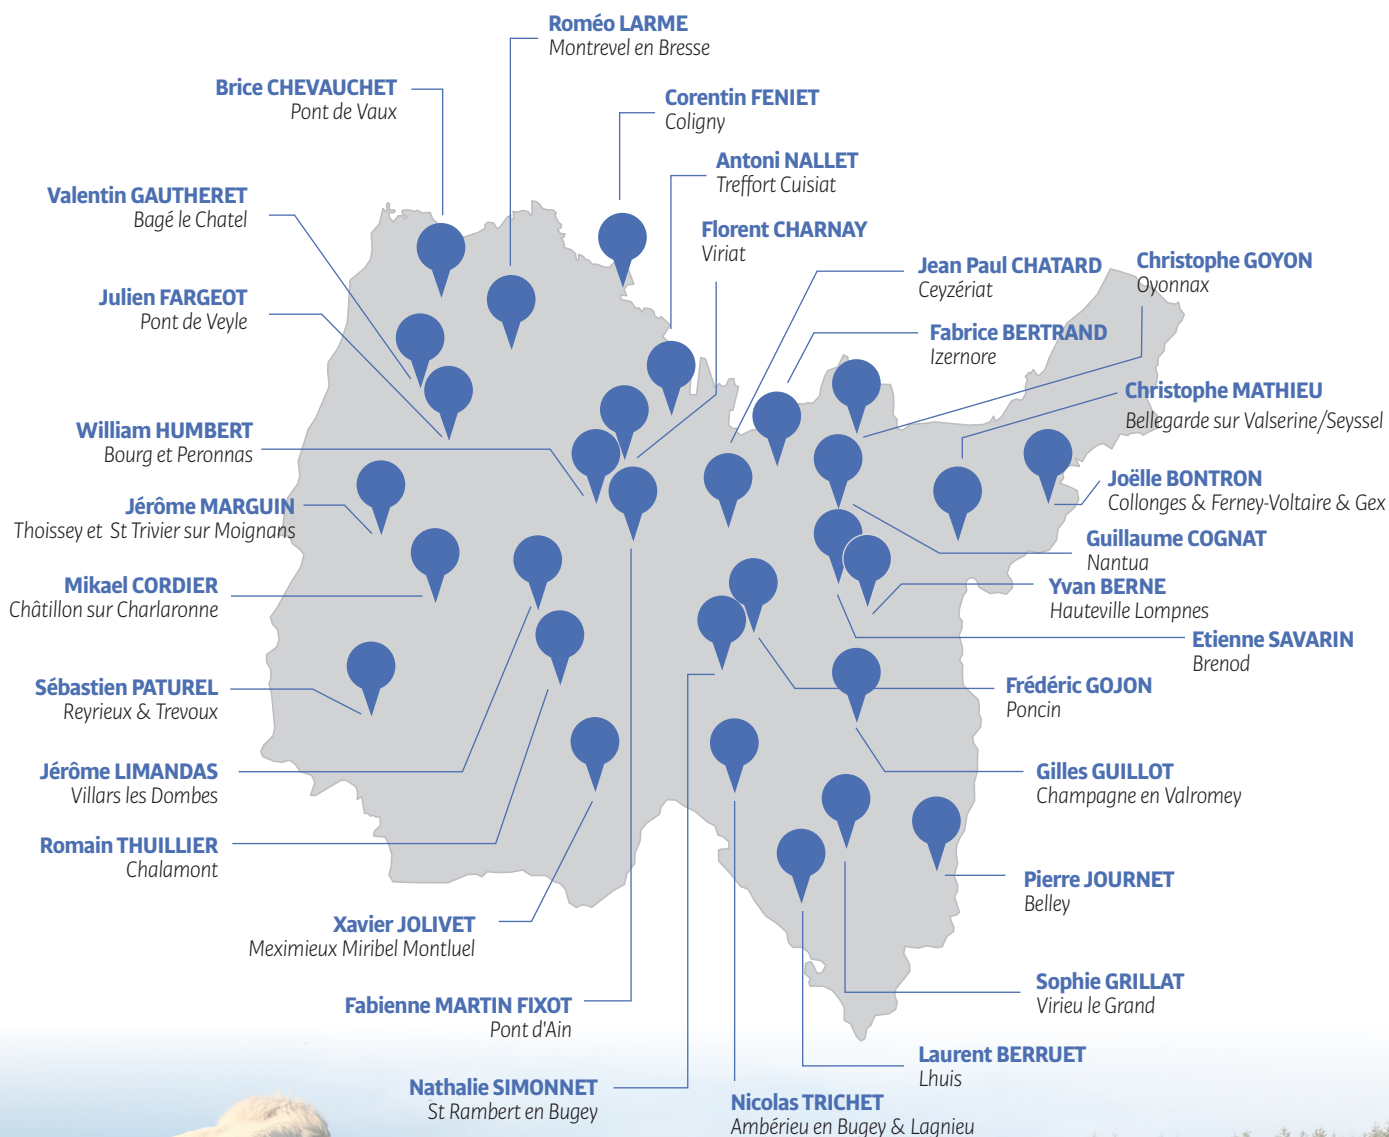 Roméo LARME
Montrevel en Bresse
Brice CHEVAUCHET
Pont de Vaux
Corentin FENIET
Coligny
Antoni NALLET
Treffort Cuisiat
Valentin GAUTHERET
Bagé le Chatel
Florent CHARNAY
Viriat
Jean Paul CHATARD
Ceyzériat
Christophe GOYON
Oyonnax
Julien FARGEOT
Pont de Veyle
Fabrice BERTRAND
Izernore
Christophe MATHIEU
Bellegarde sur Valserine/Seyssel
William HUMBERT
Bourg et Peronnas
Joëlle BONTRON
Collonges & Ferney-Voltaire & Gex
Jérôme MARGUIN
Thoissey et St Trivier sur Moignans
Guillaume COGNAT
Nantua
Mikael CORDIER
Châtillon sur Charlaronne
Yvan BERNE
Hauteville Lompnes
Etienne SAVARIN
Brenod
Sébastien PATUREL
Reyrieux & Trevoux
Frédéric GOJON
Poncin
Jérôme LIMANDAS
Villars les Dombes
Gilles GUILLOT
Champagne en Valromey
Romain THUILLIER
Chalamont
Pierre JOURNET
Belley
Xavier JOLIVET
Meximieux Miribel Montluel
Sophie GRILLAT
Virieu le Grand
Fabienne MARTIN FIXOT
Pont d'Ain
Laurent BERRUET
Lhuis
Nathalie SIMONNET
St Rambert en Bugey
Nicolas TRICHET
Ambérieu en Bugey & Lagnieu